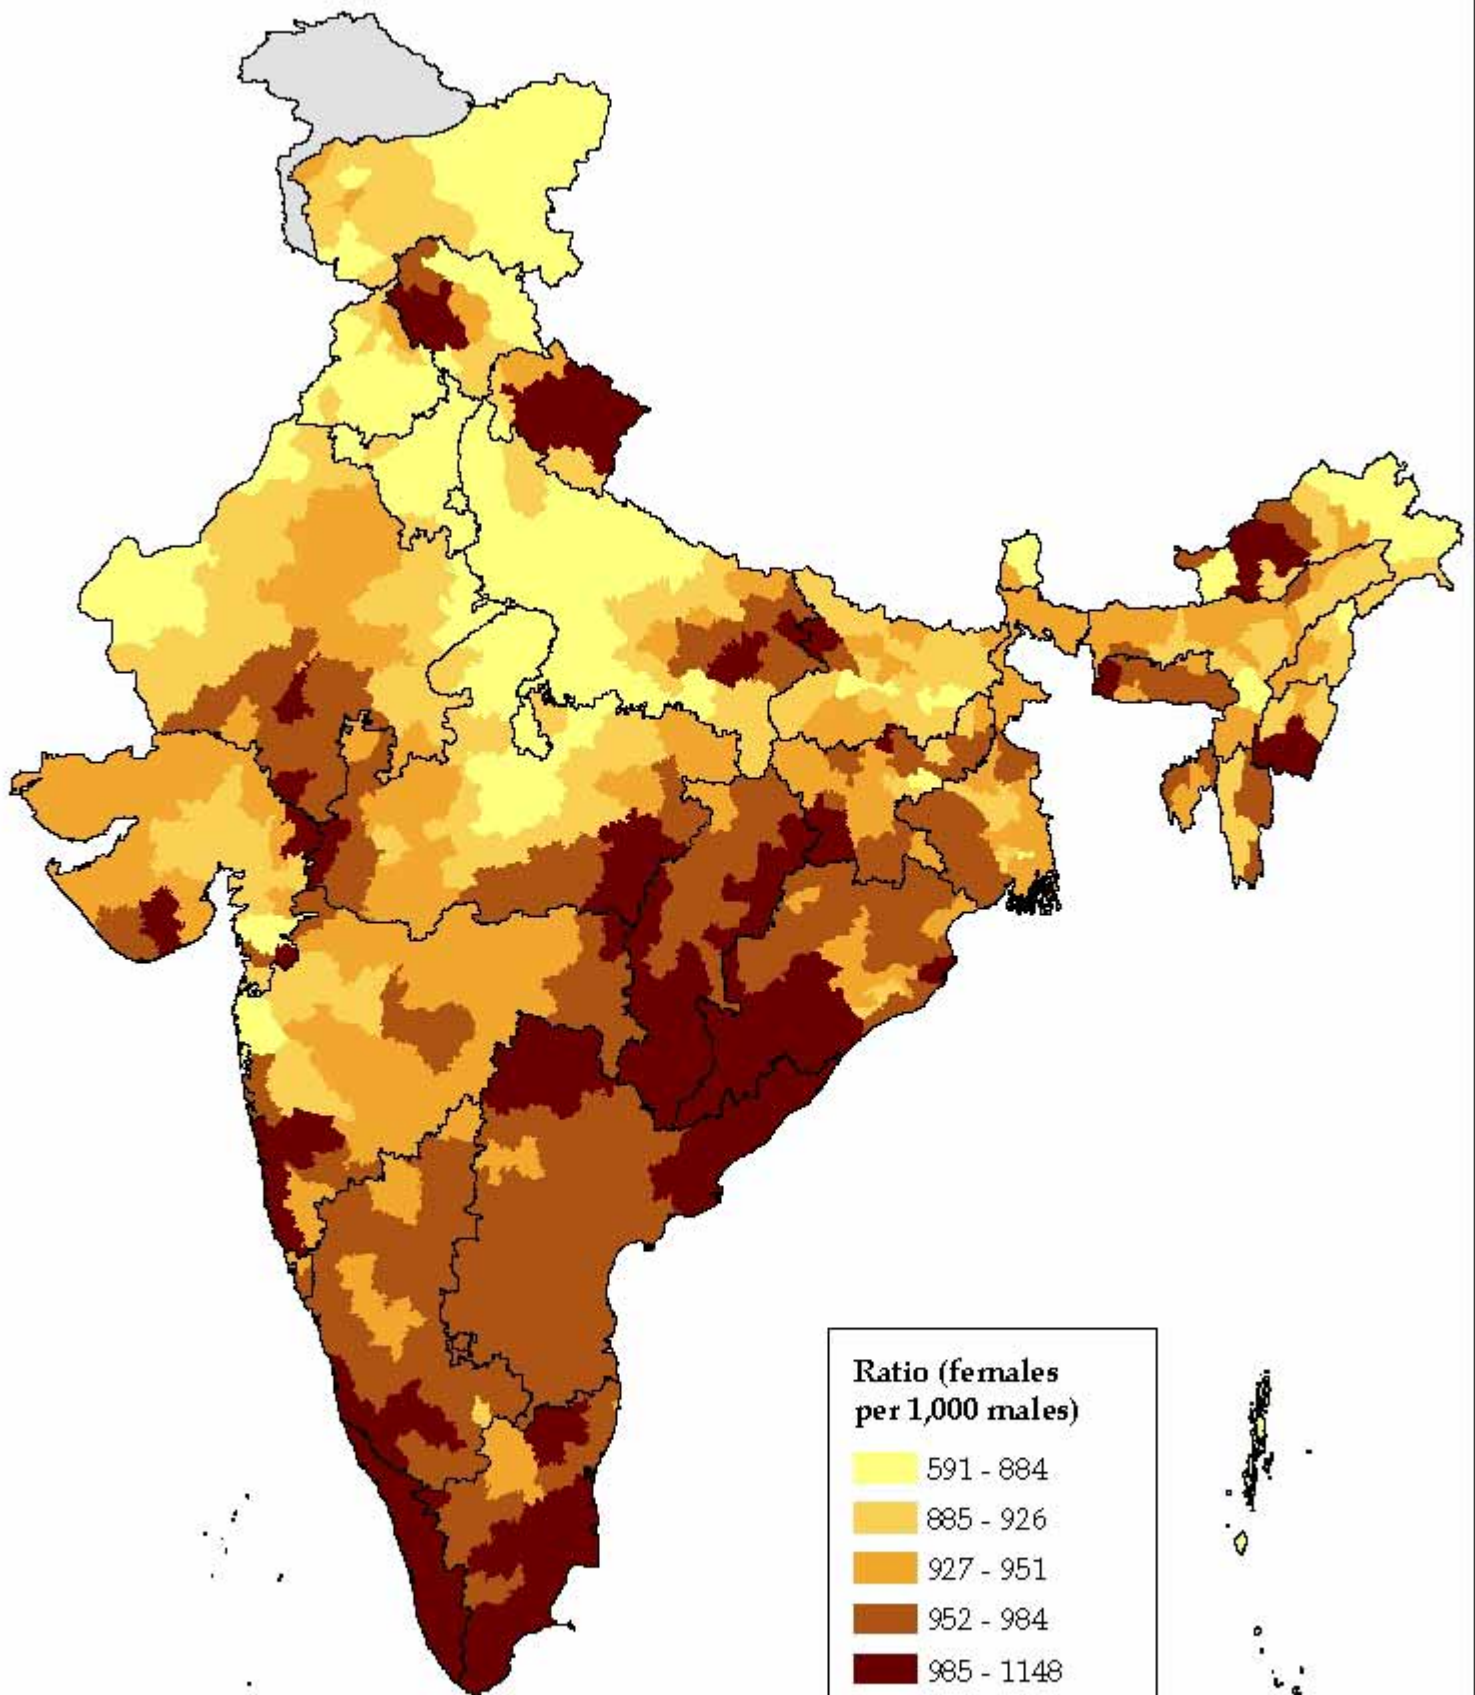 Ratio (females
per 1,000 males)
591 - 884
885 - 926
927 - 951
952 - 984
985 - 1148